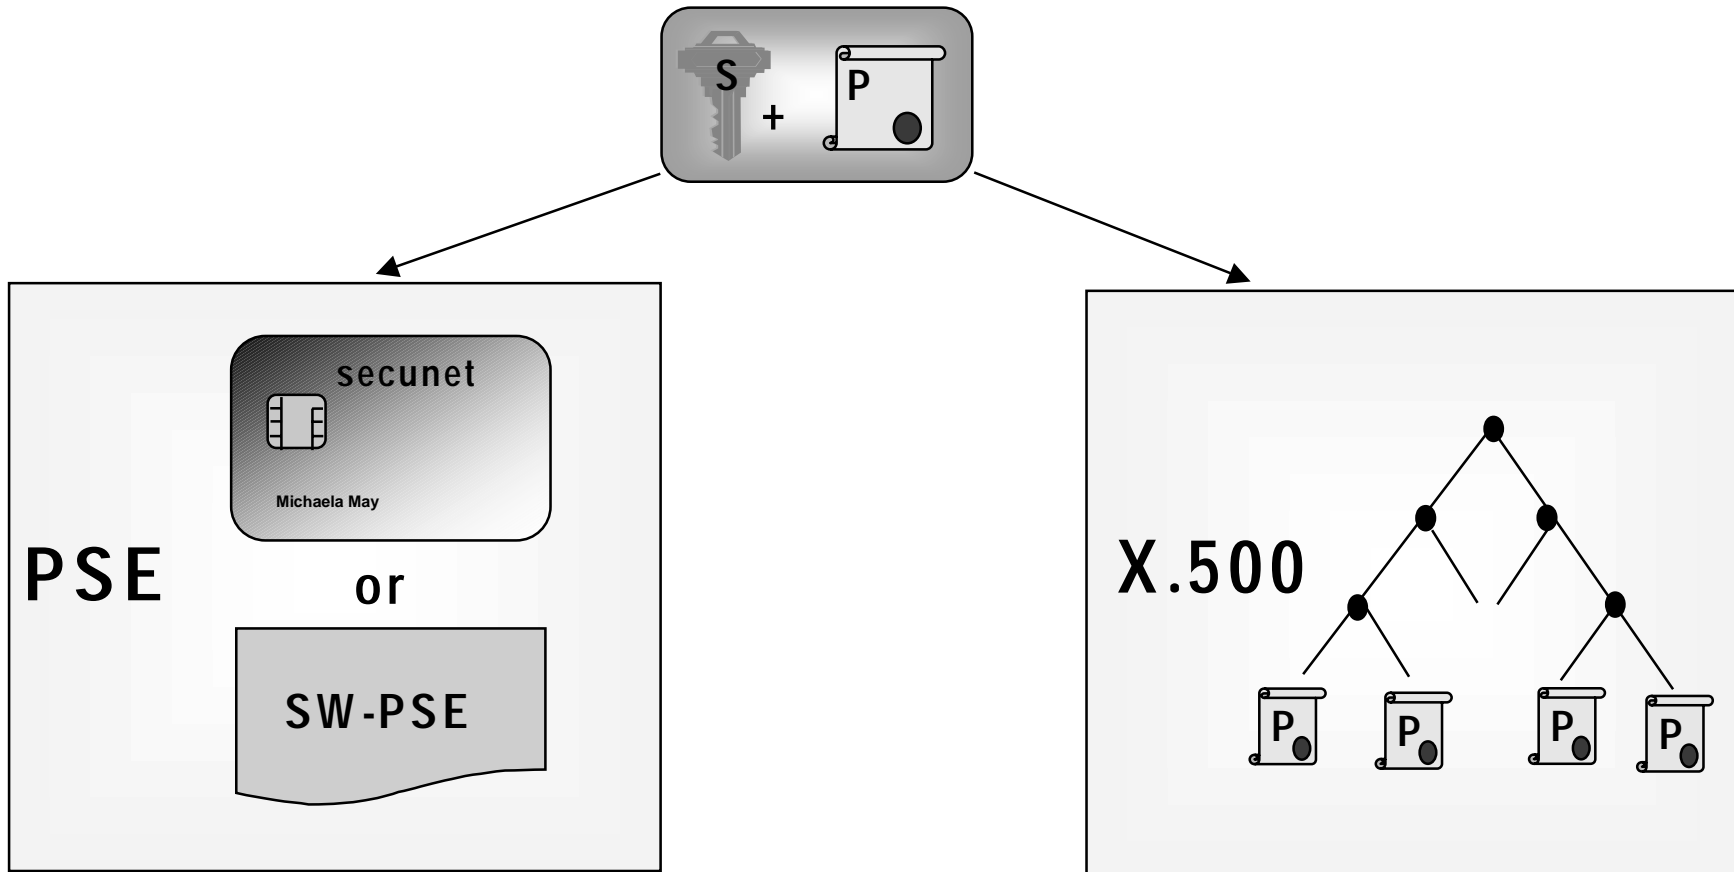 S + P
secunet
Michaela May
PSE
or
SW-PSE
X.500
P P P P